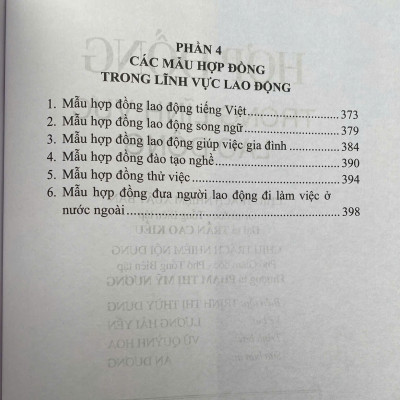 PHẦN 4
CÁC MẪU HỢP ĐỒNG
TRONG LĨNH VỰC LAO ĐỘNG
1. Mẫu hợp đồng lao động tiếng Việt 373
2. Mẫu hợp đồng lao động song ngữ 379
3. Mẫu hợp đồng lao động giúp việc gia đình 384
4. Mẫu hợp đồng đào tạo nghề 390
5. Mẫu hợp đồng thử việc 394
6. Mẫu hợp đồng đưa người lao động đi làm việc ở
nước ngoài 398